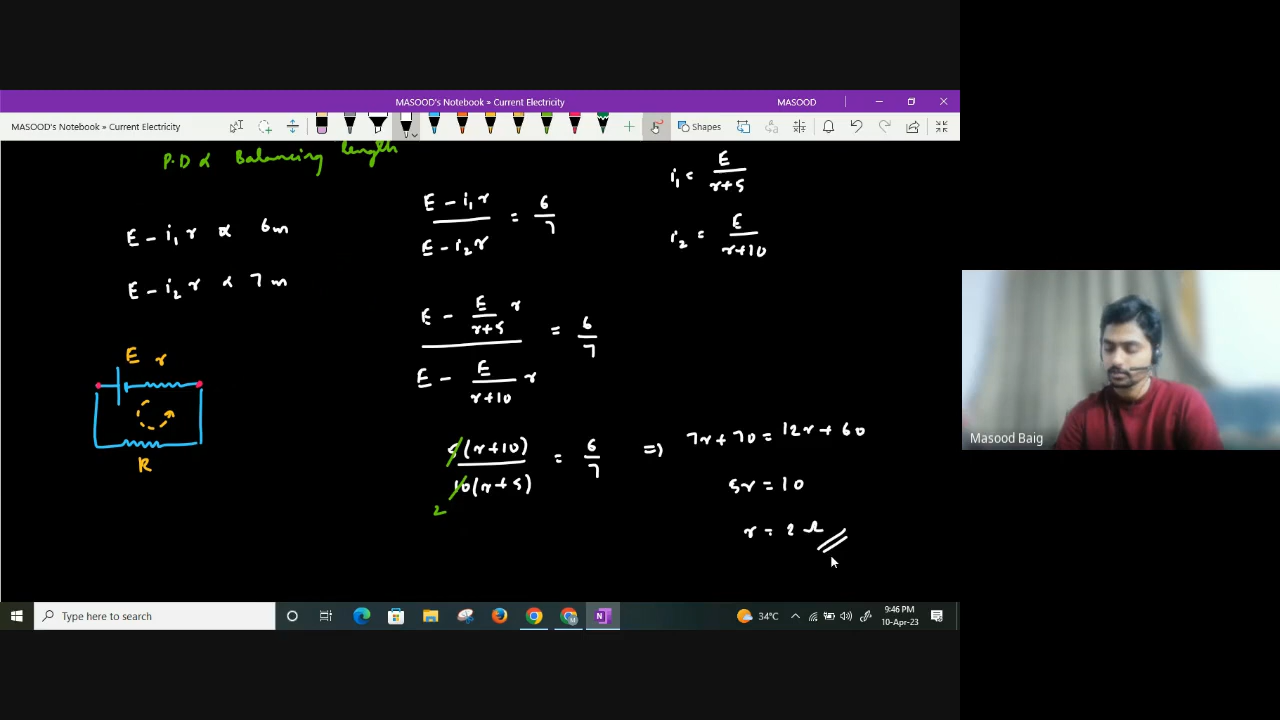 MASOOD's Notebook » Current Electricity
MASOOD
MASOOD's Notebook » Current Electricity
Shapes
P.D ∝ Balancing length
E - i₁r ∝ 6m
E - i₂r ∝ 7m
E r
R
(E - i₁r)/(E - i₂r) = 6/7
(E - E/(r+5) r)/(E - E/(r+10) r) = 6/7
5(r+10)/10(r+5) = 6/7
2
i₁ = E/(r+5)
i₂ = E/(r+10)
=> 7r+70 = 12r+60
5r = 10
r = 2 Ω
Masood Baig
Type here to search
34°C
9:46 PM
10-Apr-23